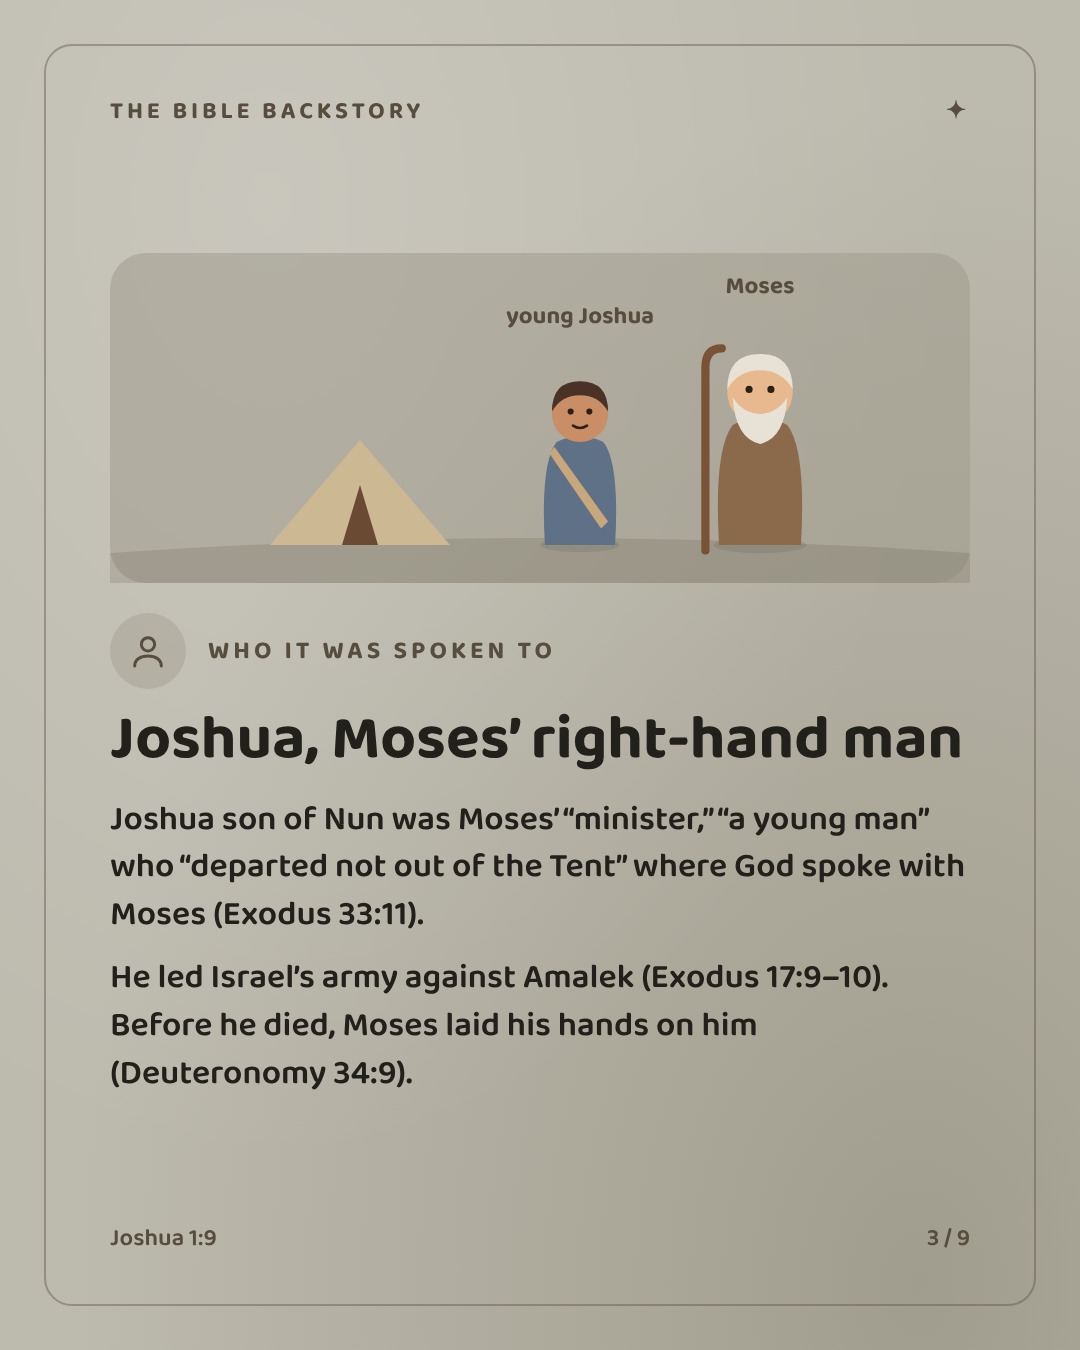 THE BIBLE BACKSTORY ✦
Moses
young Joshua
WHO IT WAS SPOKEN TO
Joshua, Moses’ right-hand man
Joshua son of Nun was Moses’ “minister,” “a young man”
who “departed not out of the Tent” where God spoke with
Moses (Exodus 33:11).
He led Israel’s army against Amalek (Exodus 17:9–10).
Before he died, Moses laid his hands on him
(Deuteronomy 34:9).
Joshua 1:9
3 / 9